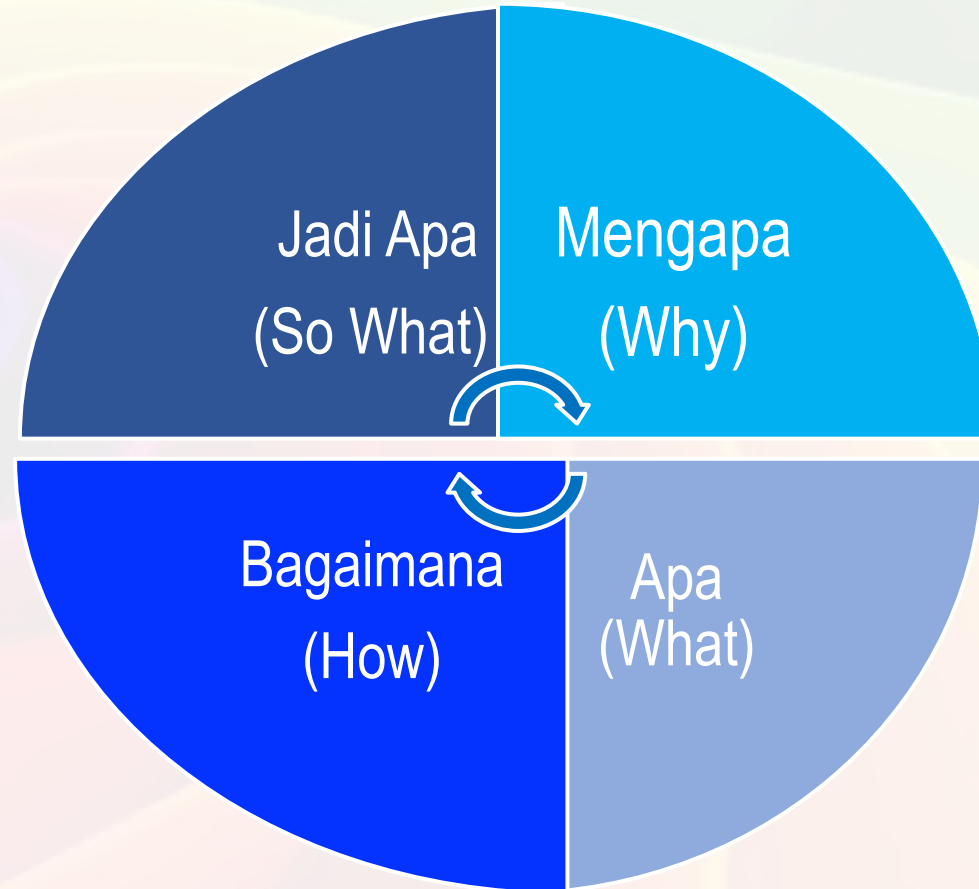 Jadi Apa
(So What)
Mengapa
(Why)
Bagaimana
(How)
Apa
(What)